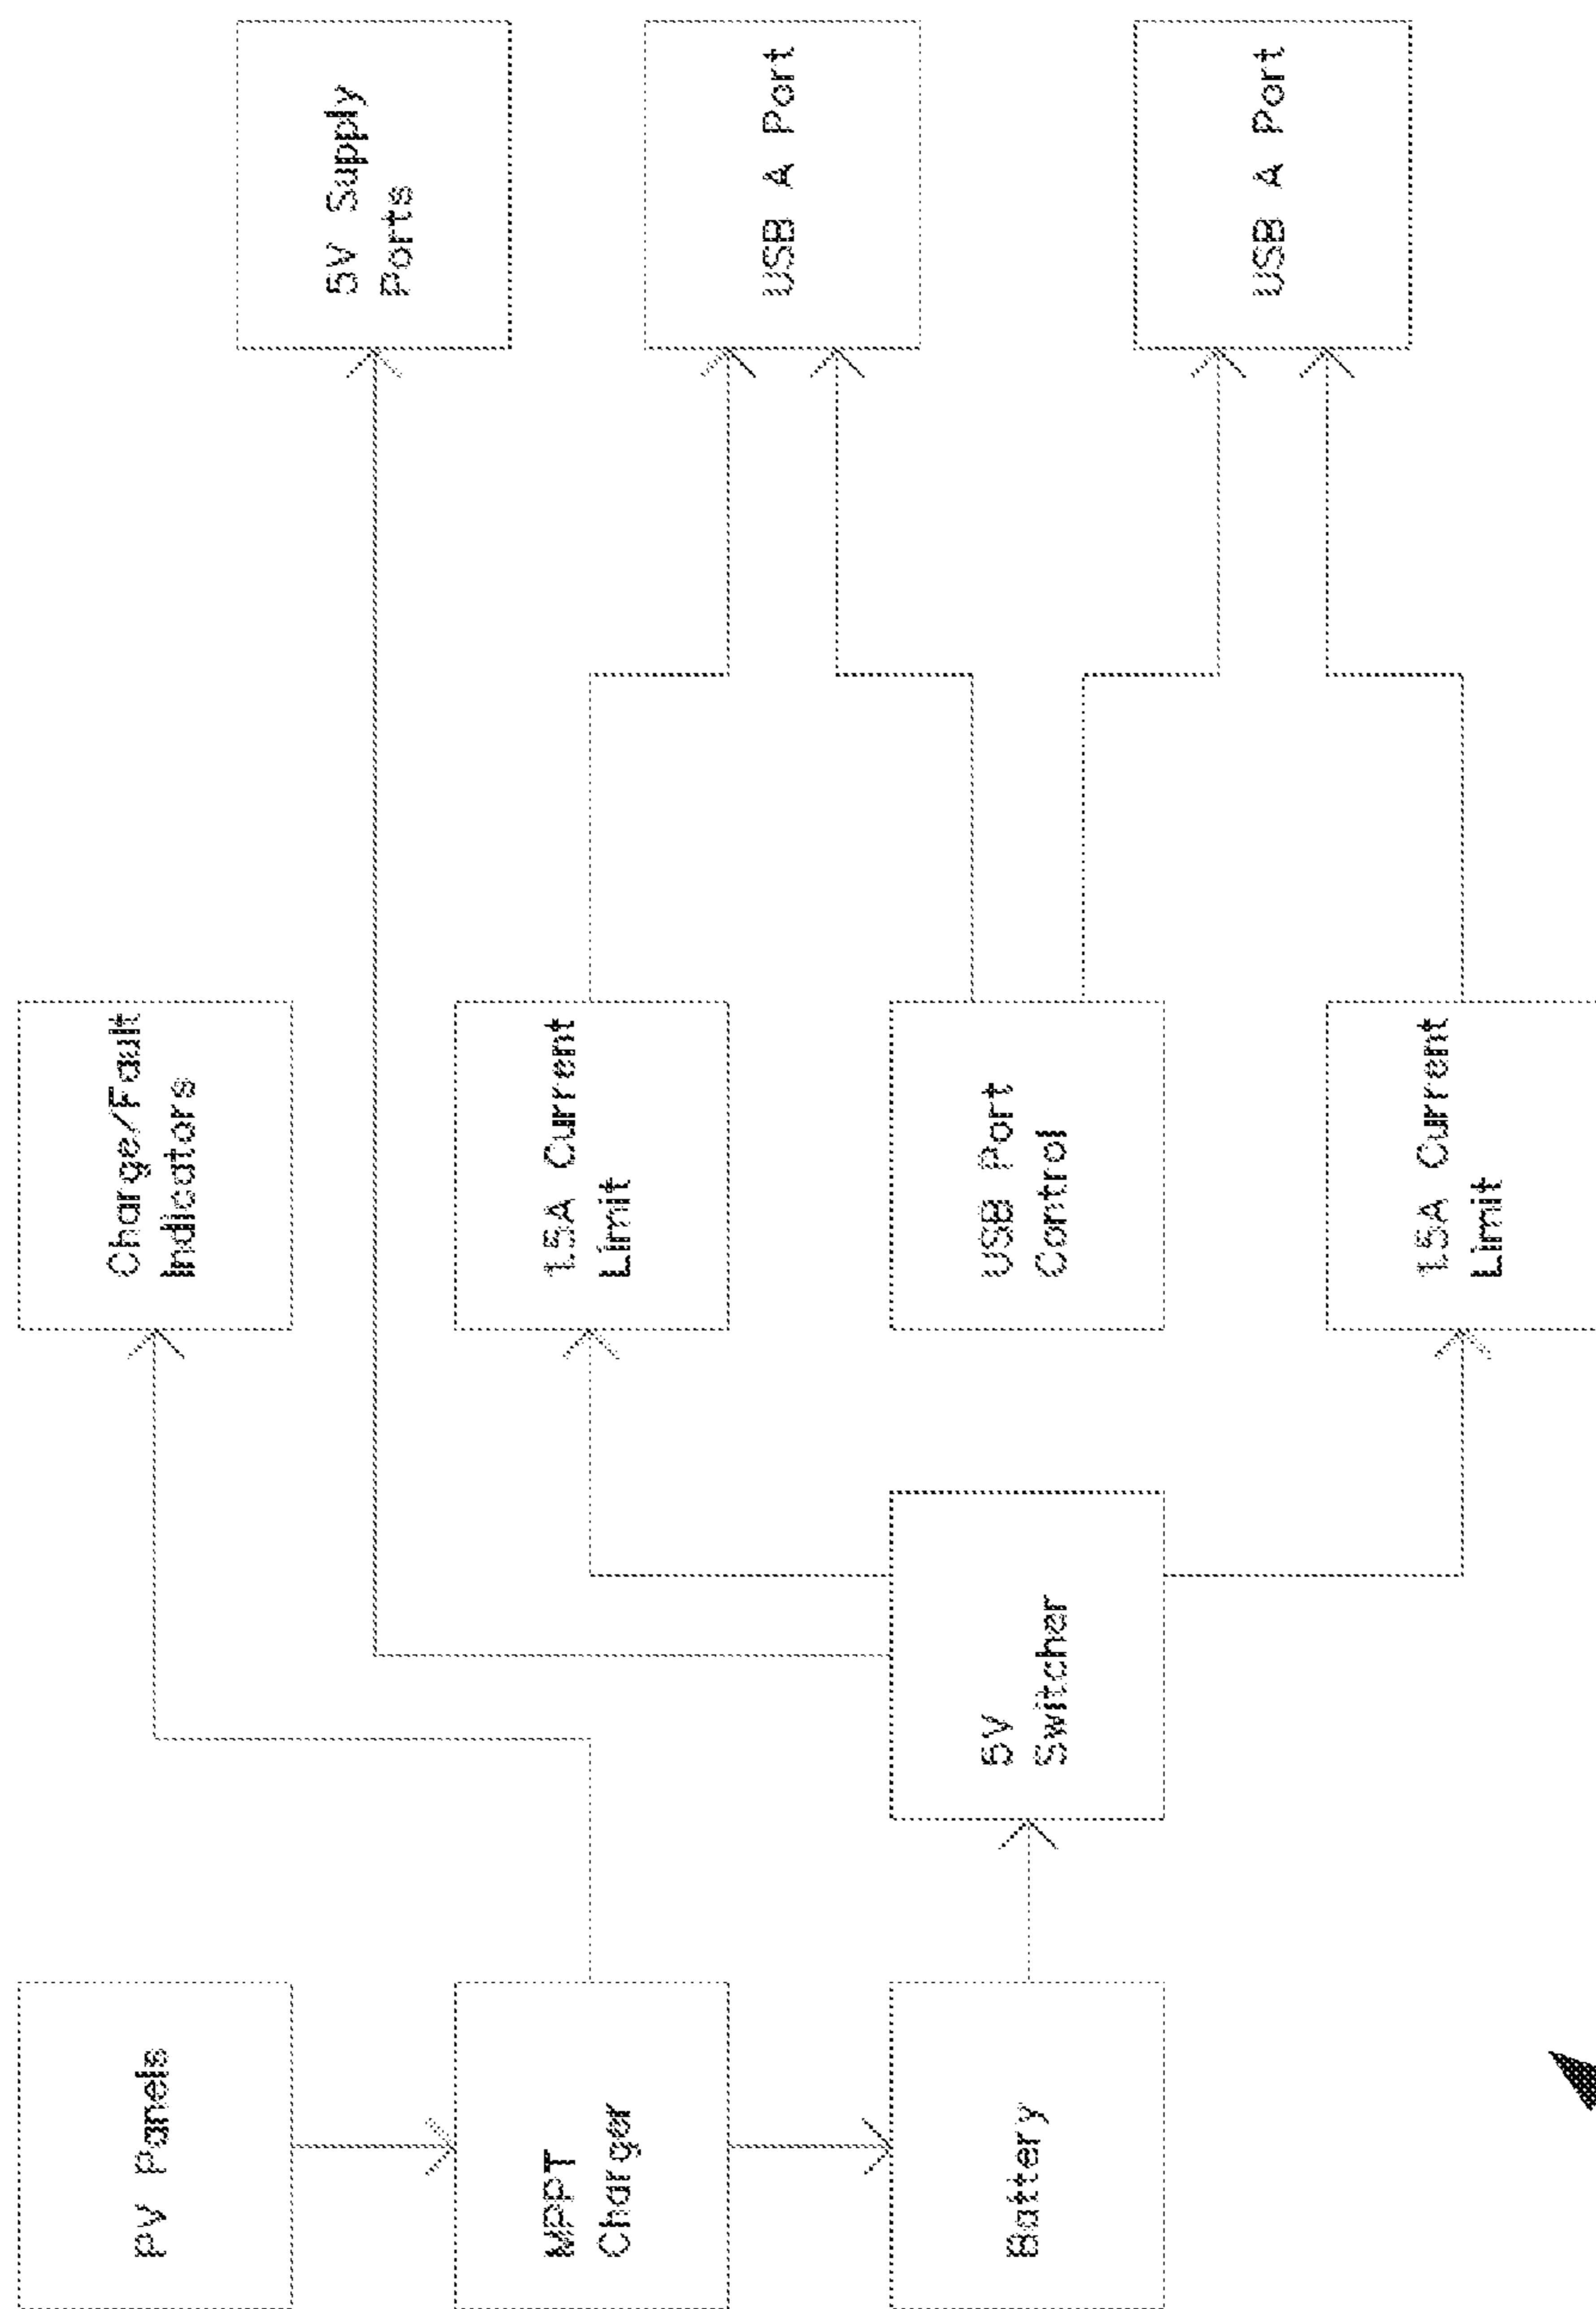 PV Panels
Charge/Fault
Indicators
5V Supply
Ports
MPPT
Charger
1.5A Current
Limit
USB A Port
Battery
5V
Switcher
USB Port
Control
USB A Port
1.5A Current
Limit